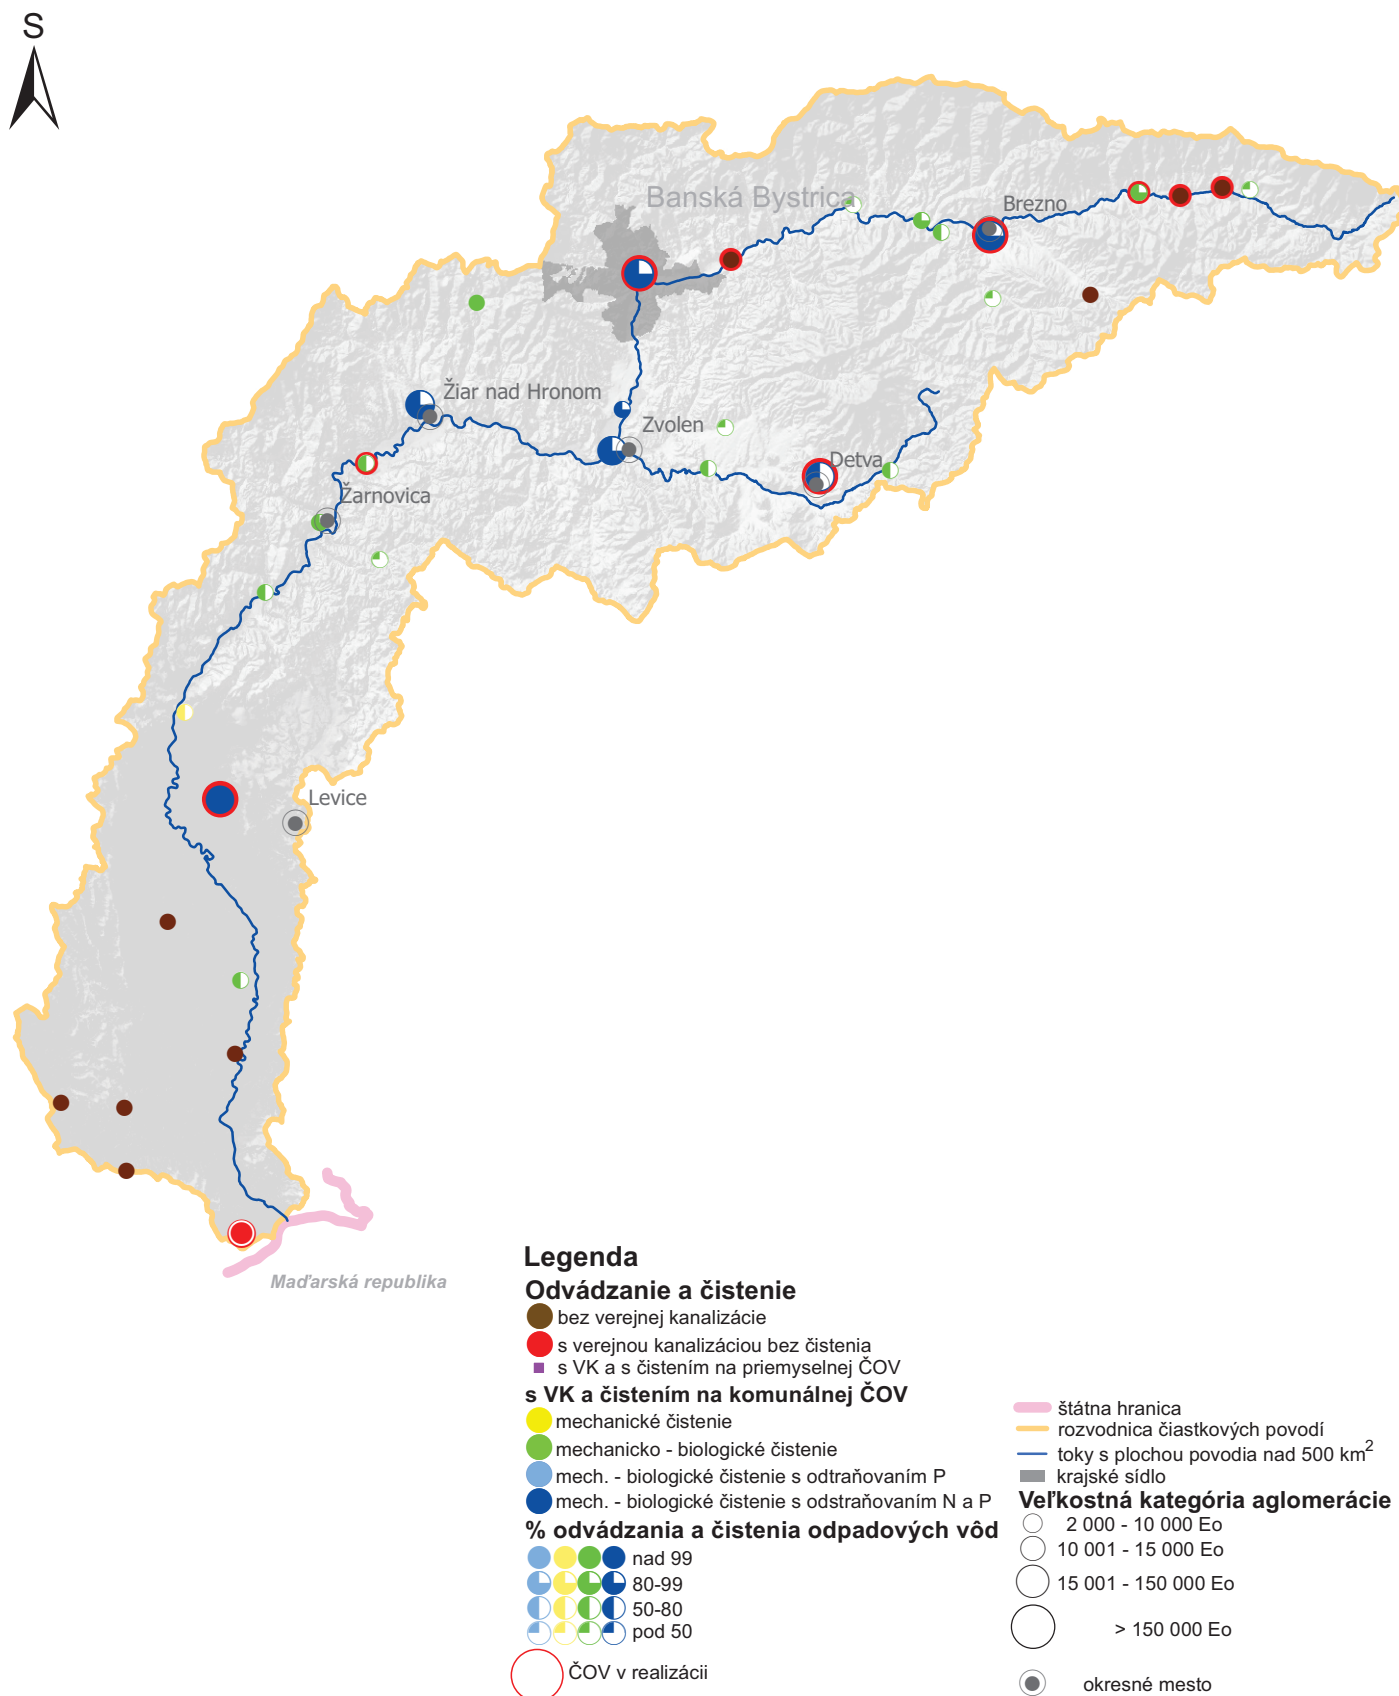 S
Banská Bystrica
Brezno
Žiar nad Hronom
Zvolen
Detva
Žarnovica
Levice
Maďarská republika
Legenda
Odvádzanie a čistenie
bez verejnej kanalizácie
s verejnou kanalizáciou bez čistenia
s VK a s čistením na priemyselnej ČOV
s VK a čistením na komunálnej ČOV
mechanické čistenie
mechanicko - biologické čistenie
mech. - biologické čistenie s odtraňovaním P
mech. - biologické čistenie s odstraňovaním N a P
% odvádzania a čistenia odpadových vôd
nad 99
80-99
50-80
pod 50
ČOV v realizácii
štátna hranica
rozvodnica čiastkových povodí
toky s plochou povodia nad 500 km²
krajské sídlo
Veľkostná kategória aglomerácie
2 000 - 10 000 Eo
10 001 - 15 000 Eo
15 001 - 150 000 Eo
> 150 000 Eo
okresné mesto